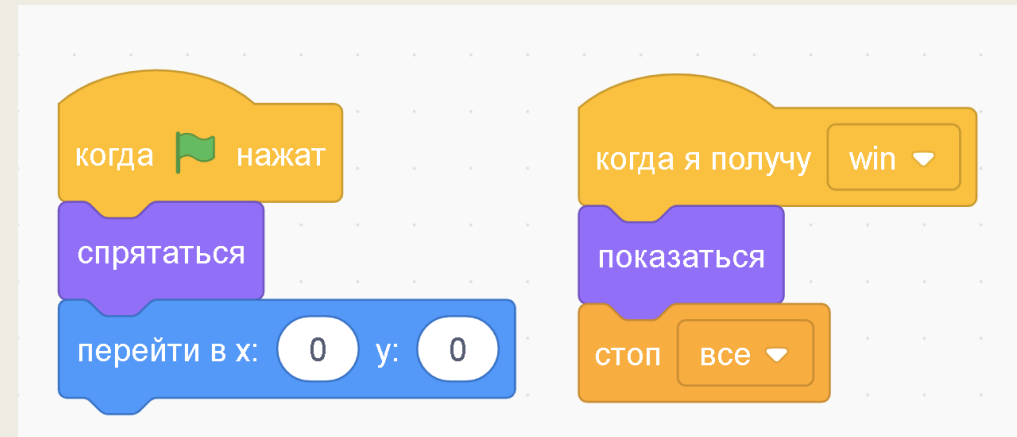 когда нажат
спрятаться
перейти в x: 0 y: 0
когда я получу win
показаться
стоп все